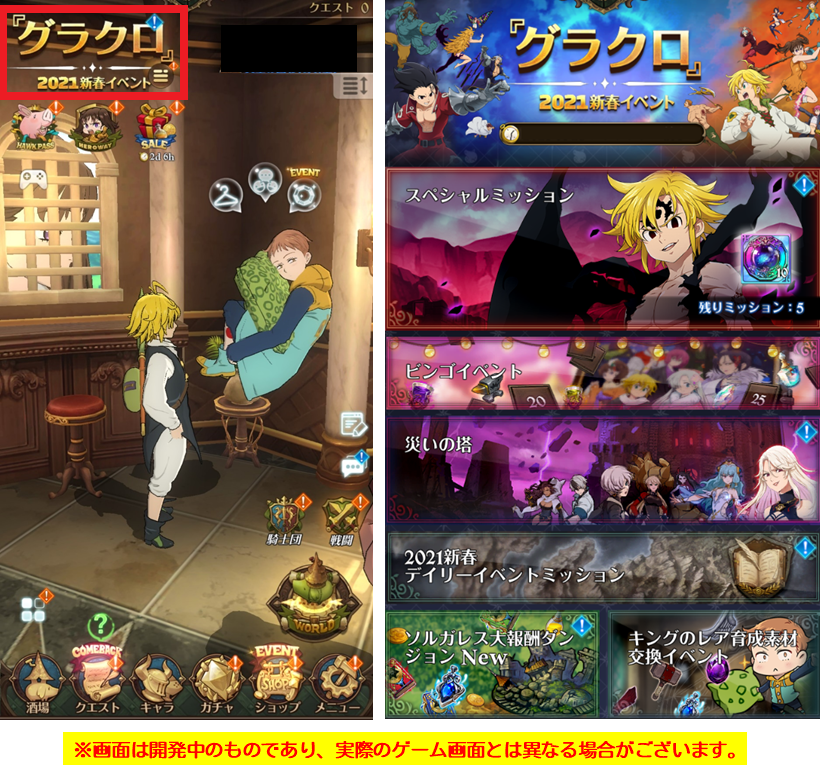 クエスト 0
『グラクロ』
2021新春イベント
HAWK PASS
HERO WAY
SALE
2d 6h
EVENT
騎士団
戦闘
WORLD
COMEBACK
EVENT
SHOP
酒場
クエスト
キャラ
ガチャ
ショップ
メニュー
『グラクロ』
2021新春イベント
スペシャルミッション
10
残りミッション：5
ビンゴイベント
20
25
災いの塔
2021新春
デイリーイベントミッション
ソルガレス大報酬ダン
ジョン New
キングのレア育成素材
交換イベント
※画面は開発中のものであり、実際のゲーム画面とは異なる場合がございます。